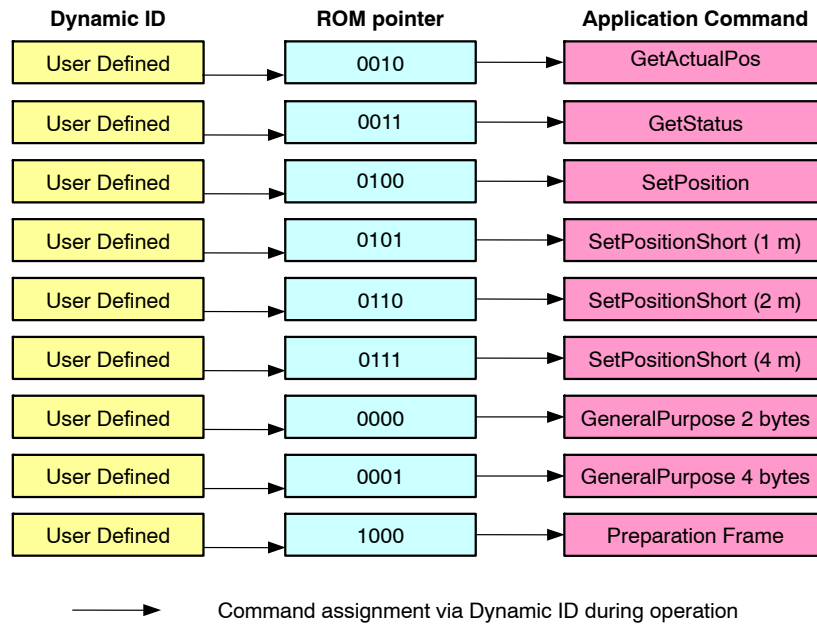 Dynamic ID ROM pointer Application Command
User Defined 0010 GetActualPos
User Defined 0011 GetStatus
User Defined 0100 SetPosition
User Defined 0101 SetPositionShort (1 m)
User Defined 0110 SetPositionShort (2 m)
User Defined 0111 SetPositionShort (4 m)
User Defined 0000 GeneralPurpose 2 bytes
User Defined 0001 GeneralPurpose 4 bytes
User Defined 1000 Preparation Frame
Command assignment via Dynamic ID during operation